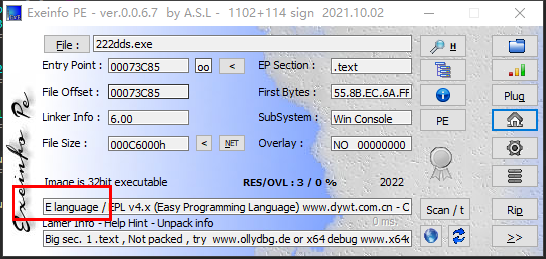 Exeinfo PE - ver.0.0.6.7 by A.S.L - 1102+114 sign 2021.10.02
File : 222dds.exe H
Entry Point : 00073C85 oo < EP Section : .text
File Offset : 00073C85 First Bytes : 55.8B.EC.6A.FF Plug
Linker Info : 6.00 SubSystem : Win Console PE
File Size : 000C6000h < NET Overlay : NO 00000000
Image is 32bit executable RES/OVL : 3 / 0 % 2022
E language / EPL v4.x (Easy Programming Language) www.dywt.com.cn - C Scan / t Rip
Lamer Info - Help Hint - Unpack info 0 ms.
Big sec. 1 .text , Not packed , try www.ollydbg.de or x64 debug www.x64 >>
Exeinfo Pe